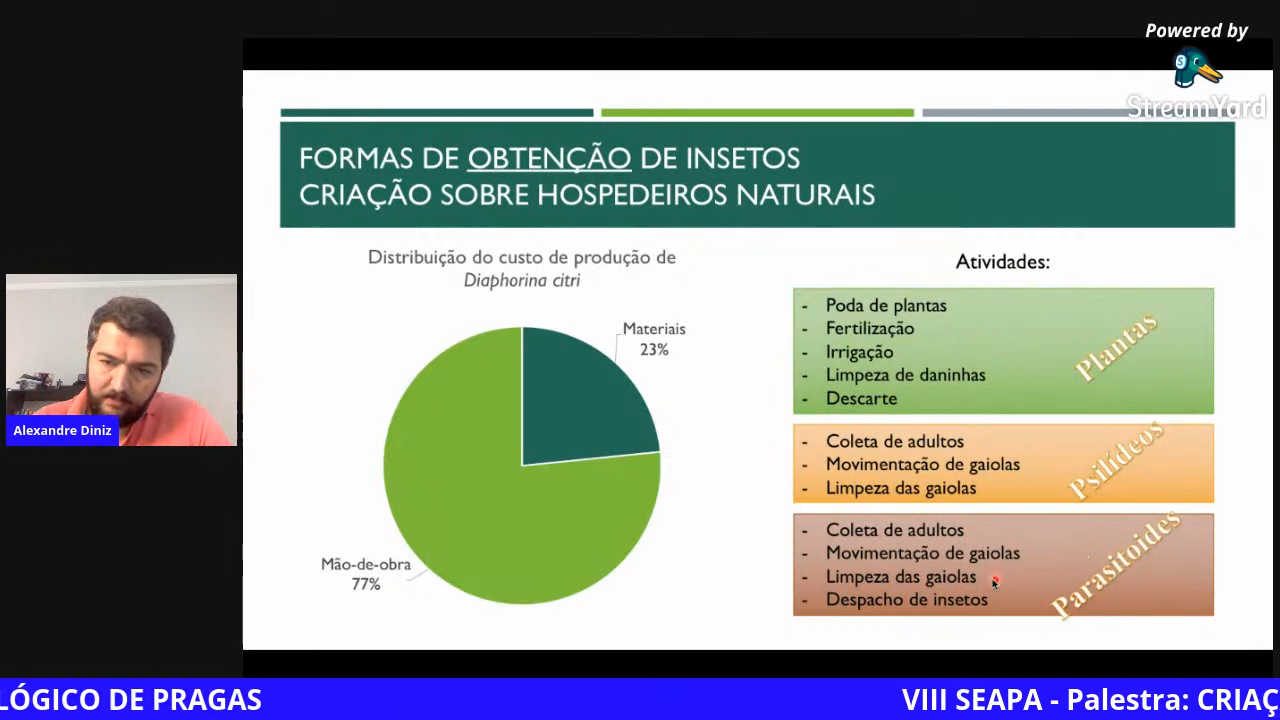 Powered by
StreamYard
FORMAS DE OBTENÇÃO DE INSETOS
CRIAÇÃO SOBRE HOSPEDEIROS NATURAIS
Distribuição do custo de produção de
Diaphorina citri
Materiais
23%
Mão-de-obra
77%
Atividades:
- Poda de plantas
- Fertilização
- Irrigação
- Limpeza de daninhas
- Descarte
Plantas
- Coleta de adultos
- Movimentação de gaiolas
- Limpeza das gaiolas
Psilídeos
- Coleta de adultos
- Movimentação de gaiolas
- Limpeza das gaiolas
- Despacho de insetos
Parasitoides
Alexandre Diniz
LÓGICO DE PRAGAS
VIII SEAPA - Palestra: CRIAÇ